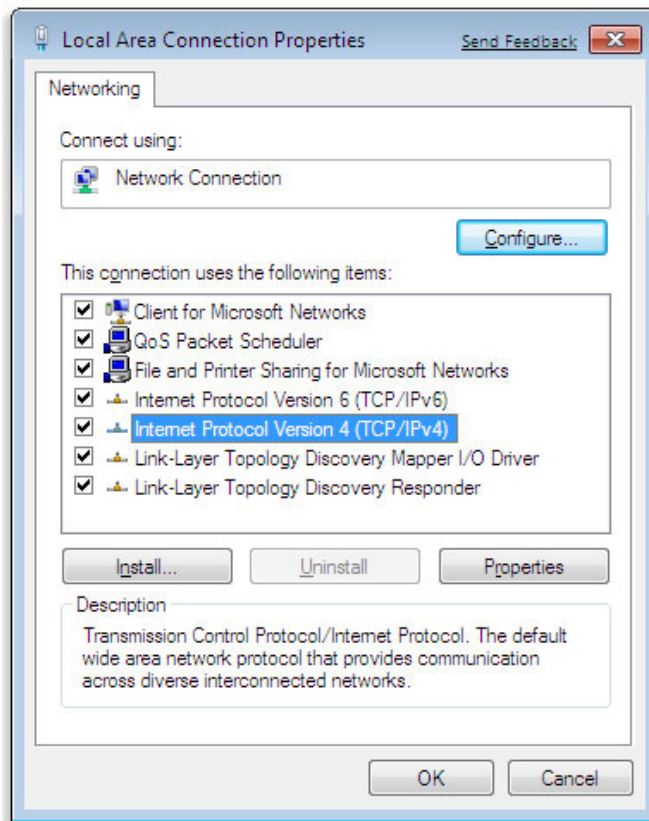 Local Area Connection Properties Send Feedback
Networking
Connect using:
Network Connection
Configure...
This connection uses the following items:
Client for Microsoft Networks
QoS Packet Scheduler
File and Printer Sharing for Microsoft Networks
Internet Protocol Version 6 (TCP/IPv6)
Internet Protocol Version 4 (TCP/IPv4)
Link-Layer Topology Discovery Mapper I/O Driver
Link-Layer Topology Discovery Responder
Install... Uninstall Properties
Description
Transmission Control Protocol/Internet Protocol. The default
wide area network protocol that provides communication
across diverse interconnected networks.
OK Cancel